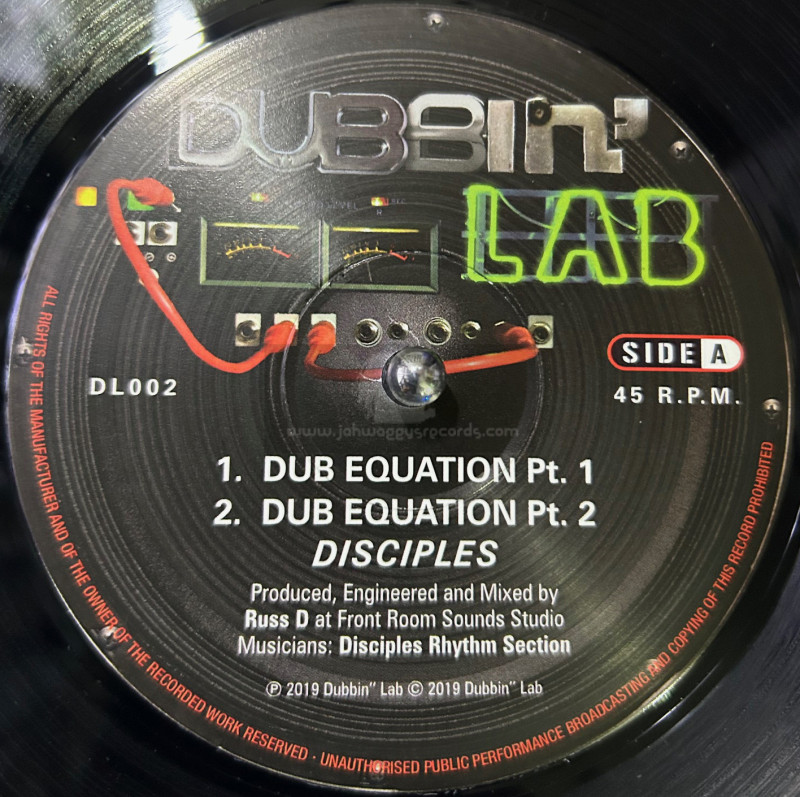 DUBBIN'
LAB
SIDE A
DL002
45 R.P.M.
www.jahwaggysrecords.com
1. DUB EQUATION Pt. 1
2. DUB EQUATION Pt. 2
DISCIPLES
Produced, Engineered and Mixed by
Russ D at Front Room Sounds Studio
Musicians: Disciples Rhythm Section
℗ 2019 Dubbin" Lab © 2019 Dubbin" Lab
ALL RIGHTS OF THE MANUFACTURER AND OF THE OWNER OF THE RECORDED WORK RESERVED · UNAUTHORISED PUBLIC PERFORMANCE BROADCASTING AND COPYING OF THIS RECORD PROHIBITED